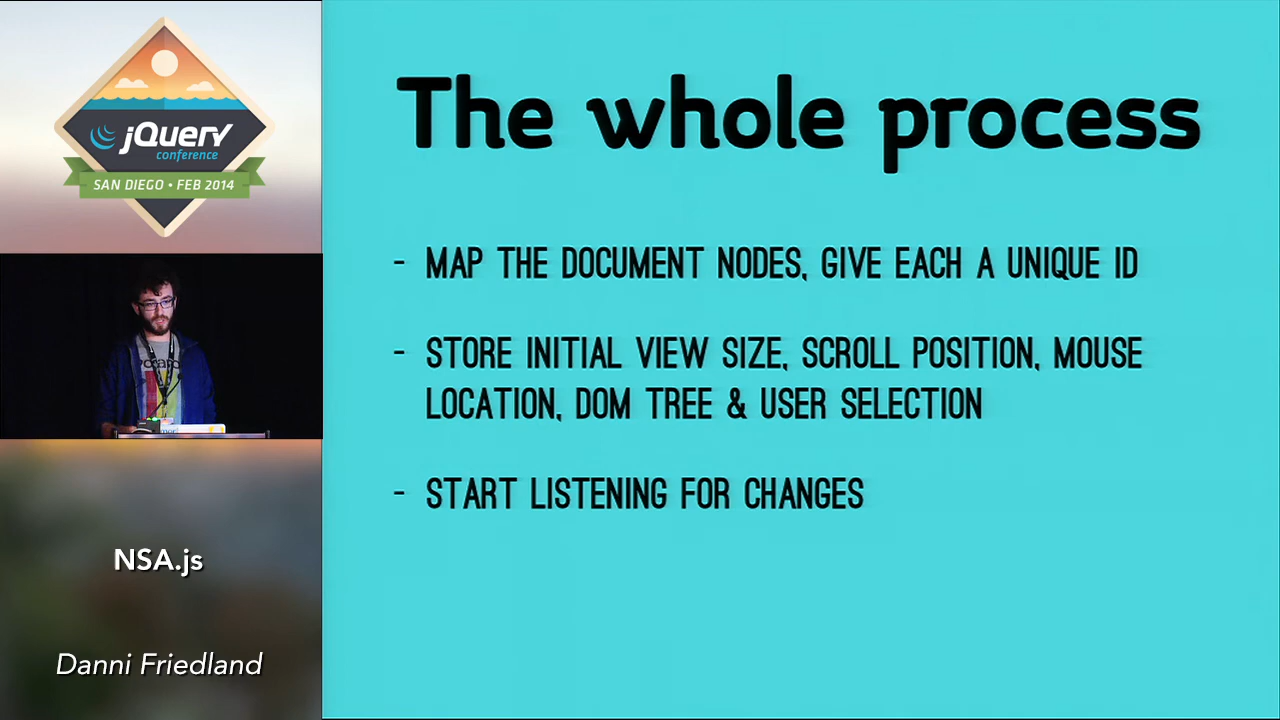 jQuery
conference
SAN DIEGO • FEB 2014
NSA.js
Danni Friedland
The whole process
- MAP THE DOCUMENT NODES, GIVE EACH A UNIQUE ID
- STORE INITIAL VIEW SIZE, SCROLL POSITION, MOUSE
LOCATION, DOM TREE & USER SELECTION
- START LISTENING FOR CHANGES